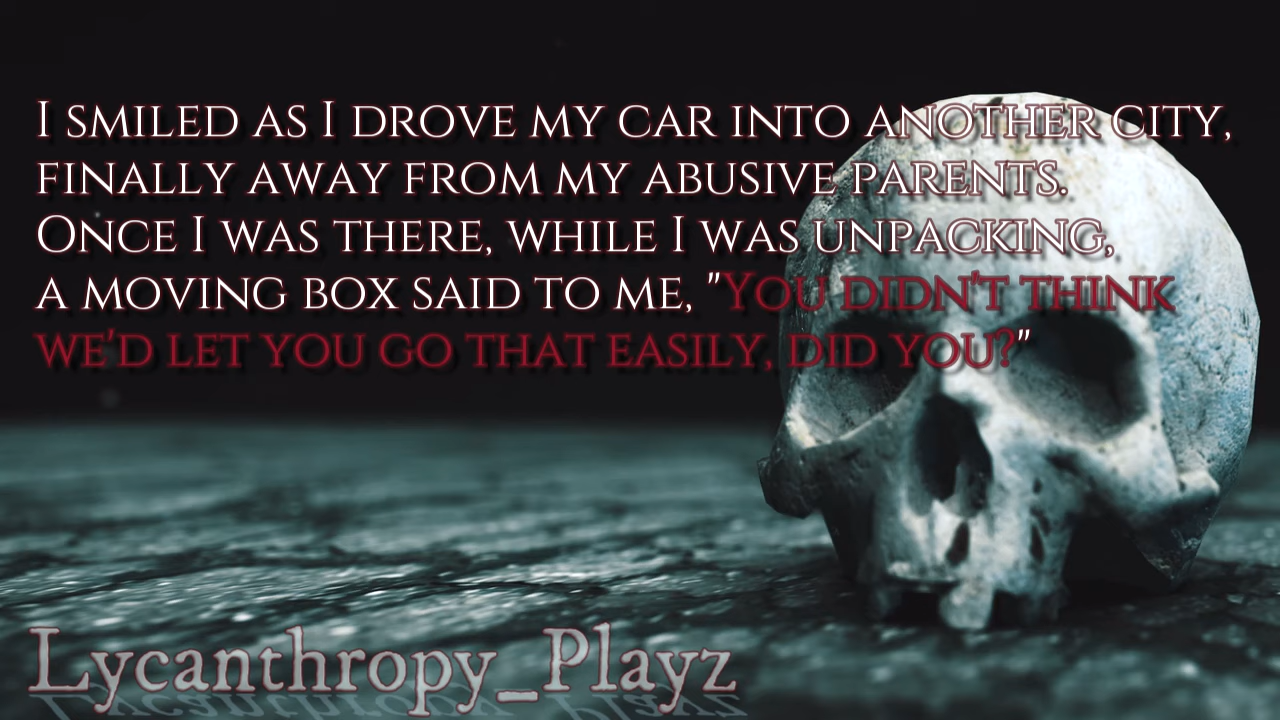 I smiled as I drove my car into another city,
finally away from my abusive parents.
Once I was there, while I was unpacking,
a moving box said to me, "You didn't think
we'd let you go that easily, did you?"
Lycanthropy_Playz